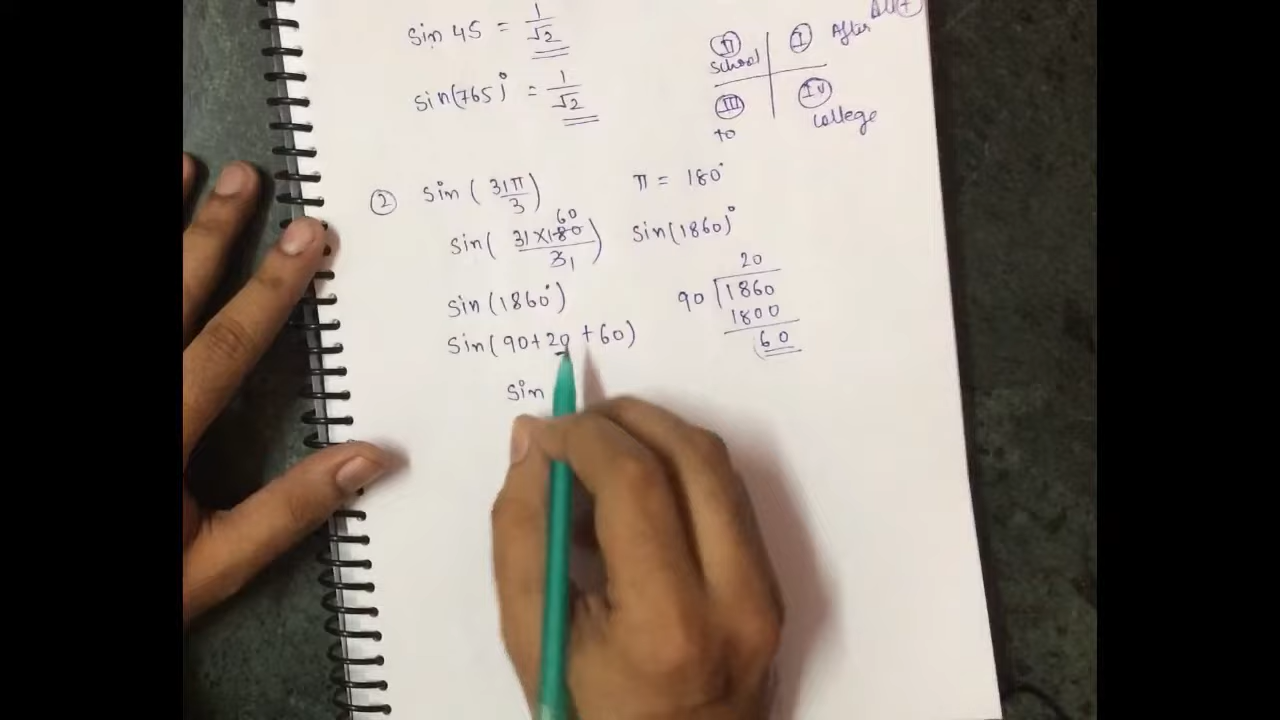 sin 45 = 1/√2
sin(765)° = 1/√2
II I After
School
III IV
to College
② sin(31π/3) π = 180°
sin(31×180/3) 60 1 sin(1860)°
sin(1860°)
sin(90+20+60)
sin
20
90 1860
1800
60